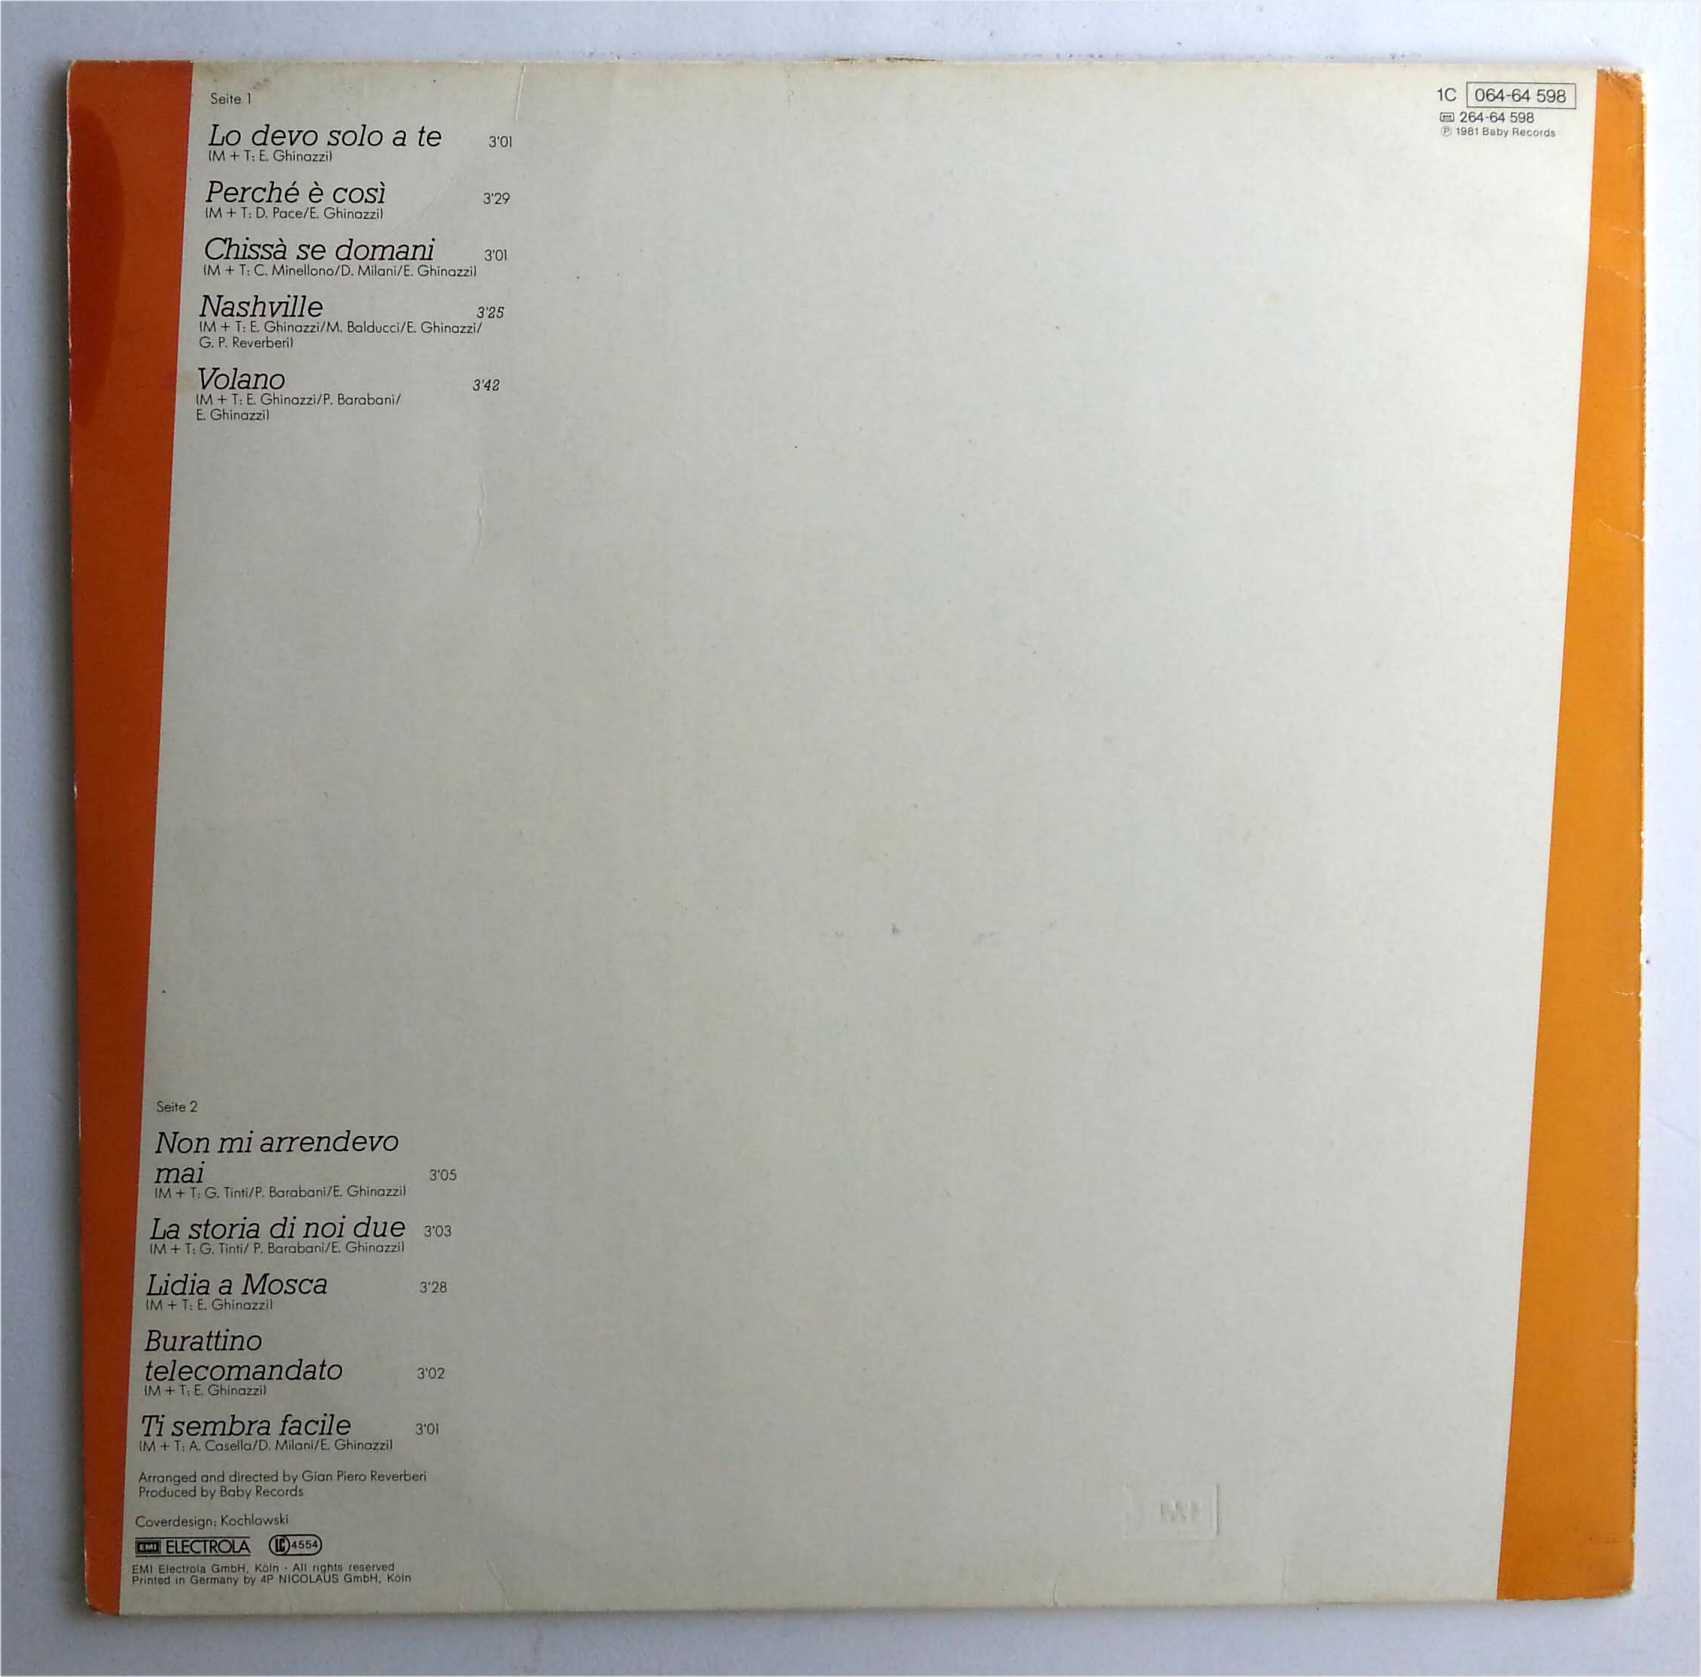 Seite 1
Lo devo solo a te 3'01
(M + T: E. Ghinazzi)
Perché è così 3'29
(M + T: D. Pace/E. Ghinazzi)
Chissà se domani 3'01
(M + T: C. Minellono/D. Milani/E. Ghinazzi)
Nashville 3'25
(M + T: E. Ghinazzi/M. Balducci/E. Ghinazzi/
G. P. Reverberi)
Volano 3'42
(M + T: E. Ghinazzi/P. Barabani/
E. Ghinazzi)
1C 064-64 598
264-64 598
℗ 1981 Baby Records
Seite 2
Non mi arrendevo
mai 3'05
(M + T: G. Tinti/P. Barabani/E. Ghinazzi)
La storia di noi due 3'03
(M + T: G. Tinti/ P. Barabani/E. Ghinazzi)
Lidia a Mosca 3'28
(M + T: E. Ghinazzi)
Burattino
telecomandato 3'02
(M + T: E. Ghinazzi)
Ti sembra facile 3'01
(M + T: A. Casella/D. Milani/E. Ghinazzi)
Arranged and directed by Gian Piero Reverberi
Produced by Baby Records
Coverdesign: Kochlowski
EMI ELECTROLA LC 4554
EMI Electrola GmbH, Köln · All rights reserved
Printed in Germany by 4P NICOLAUS GmbH, Köln